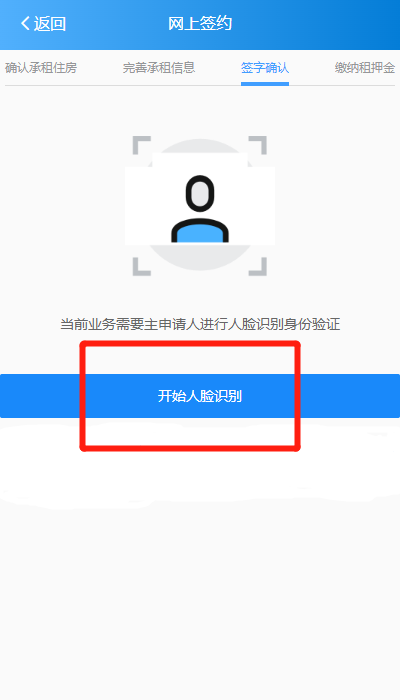 返回
网上签约
确认承租住房
完善承租信息
签字确认
缴纳租押金
当前业务需要主申请人进行人脸识别身份验证
开始人脸识别